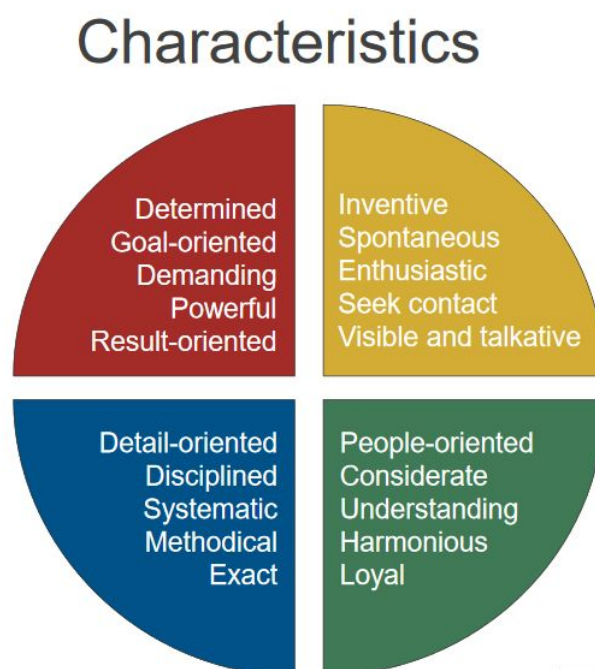 Characteristics
Determined
Goal-oriented
Demanding
Powerful
Result-oriented
Inventive
Spontaneous
Enthusiastic
Seek contact
Visible and talkative
Detail-oriented
Disciplined
Systematic
Methodical
Exact
People-oriented
Considerate
Understanding
Harmonious
Loyal